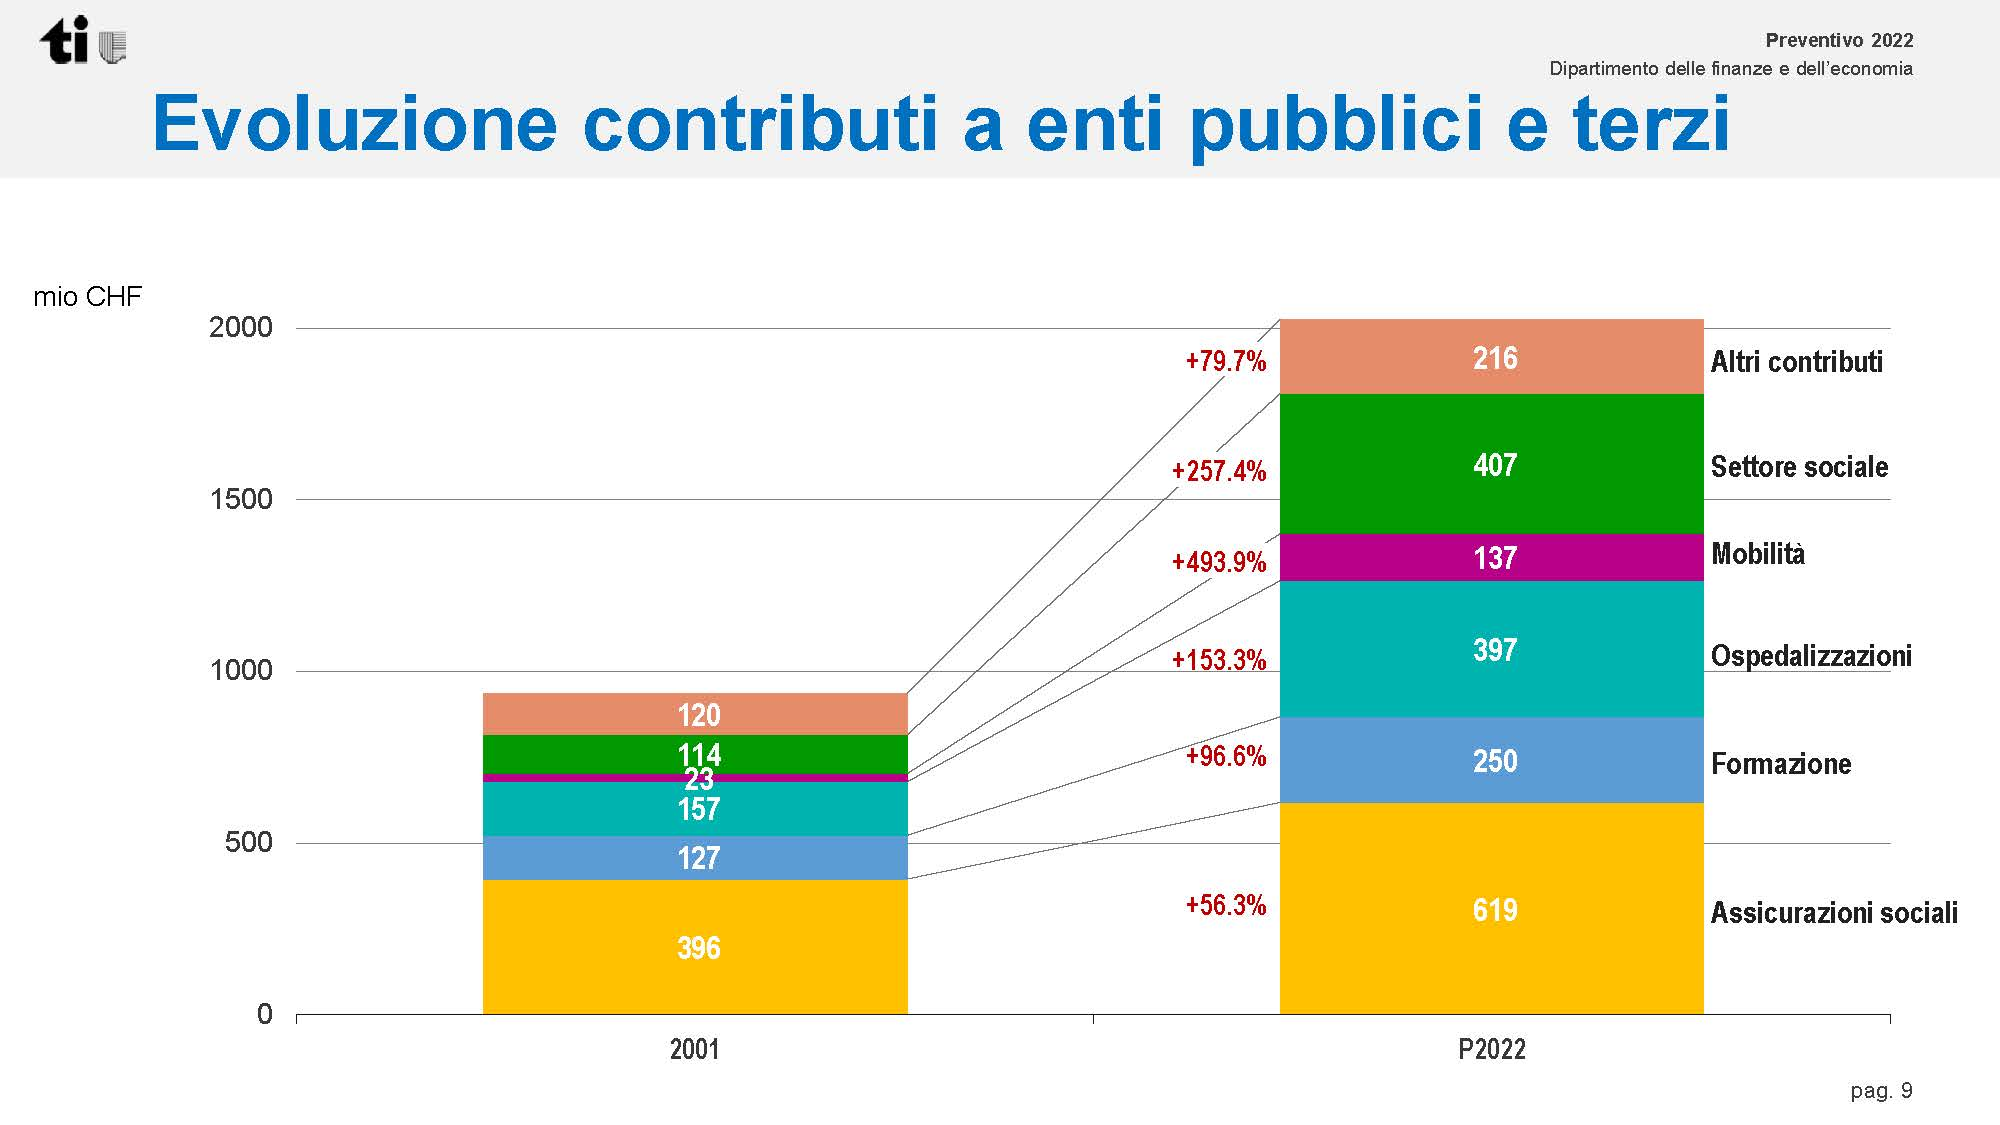 ti
Preventivo 2022
Dipartimento delle finanze e dell'economia
Evoluzione contributi a enti pubblici e terzi
mio CHF
2000
1500
1000
500
0
120
114
23
157
127
396
+79.7%
+257.4%
+493.9%
+153.3%
+96.6%
+56.3%
216
407
137
397
250
619
Altri contributi
Settore sociale
Mobilità
Ospedalizzazioni
Formazione
Assicurazioni sociali
2001
P2022
pag. 9